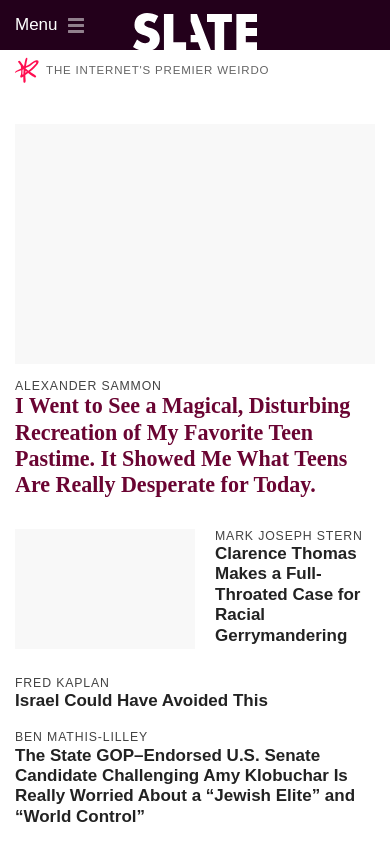 Menu
SLATE
THE INTERNET'S PREMIER WEIRDO
ALEXANDER SAMMON
I Went to See a Magical, Disturbing
Recreation of My Favorite Teen
Pastime. It Showed Me What Teens
Are Really Desperate for Today.
MARK JOSEPH STERN
Clarence Thomas
Makes a Full-
Throated Case for
Racial
Gerrymandering
FRED KAPLAN
Israel Could Have Avoided This
BEN MATHIS-LILLEY
The State GOP–Endorsed U.S. Senate
Candidate Challenging Amy Klobuchar Is
Really Worried About a “Jewish Elite” and
“World Control”